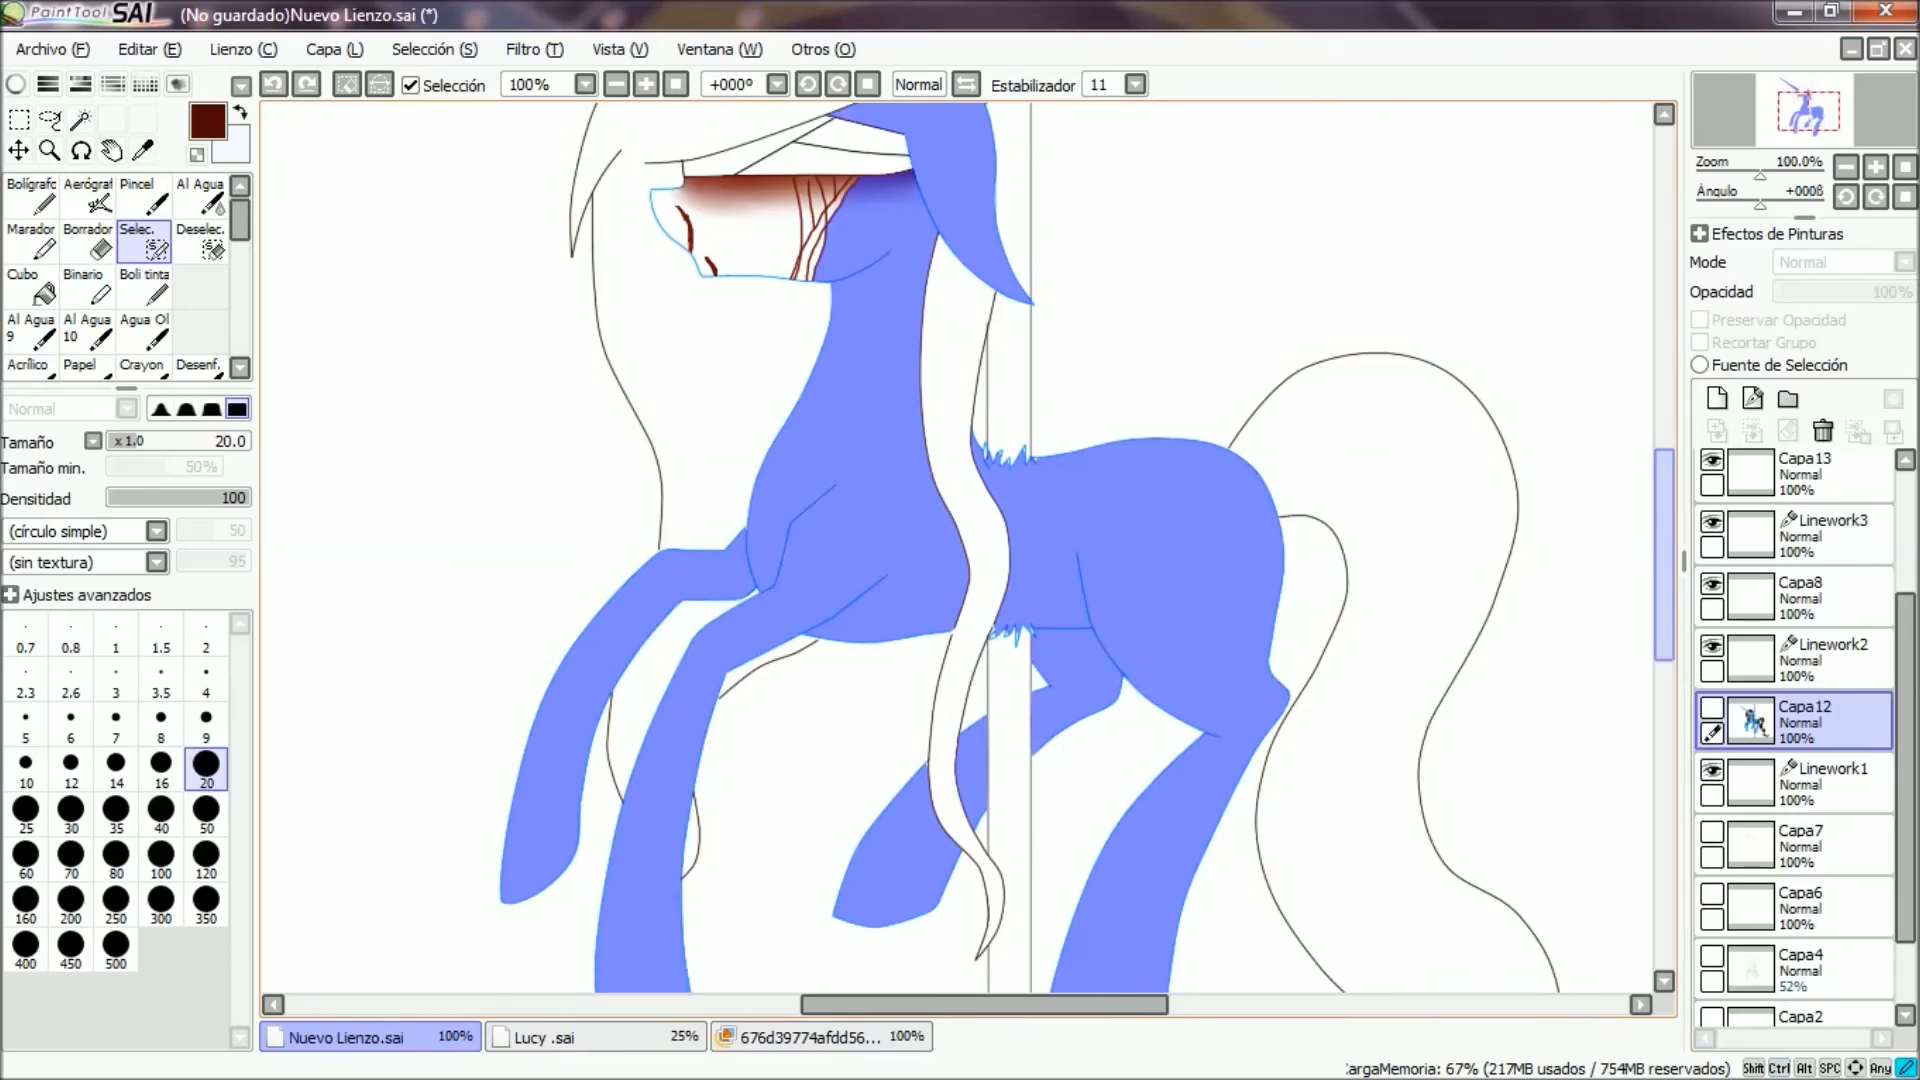 PaintTool SAI (No guardado)Nuevo Lienzo.sai (*)
Archivo (F) Editar (E) Lienzo (C) Capa (L) Selección (S) Filtro (T) Vista (V) Ventana (W) Otros (O)
Selección 100% +000º Normal Estabilizador 11
Zoom 100.0%
Ángulo +000ß
Bolígrafc Aerógraf Pincel Al Agua
Marador Borrador Selec. Deselec.
Cubo Binario Boli tinta
Al Agua 9 Al Agua 10 Agua Ol
Acrílico Papel Crayon Desenf.
Normal
Tamaño x 1.0 20.0
Tamaño min. 50%
Densitidad 100
(círculo simple) 50
(sin textura) 95
Ajustes avanzados
0.7 0.8 1 1.5 2
2.3 2.6 3 3.5 4
5 6 7 8 9
10 12 14 16 20
25 30 35 40 50
60 70 80 100 120
160 200 250 300 350
400 450 500
Efectos de Pinturas
Mode Normal
Opacidad 100%
Preservar Opacidad
Recortar Grupo
Fuente de Selección
Capa13
Normal
100%
Linework3
Normal
100%
Capa8
Normal
100%
Linework2
Normal
100%
Capa12
Normal
100%
Linework1
Normal
100%
Capa7
Normal
100%
Capa6
Normal
100%
Capa4
Normal
52%
Capa2
Nuevo Lienzo.sai 100% Lucy .sai 25% 676d39774afdd56... 100%
argaMemoria: 67% (217MB usados / 754MB reservados) Shift Ctrl Alt SPC Any